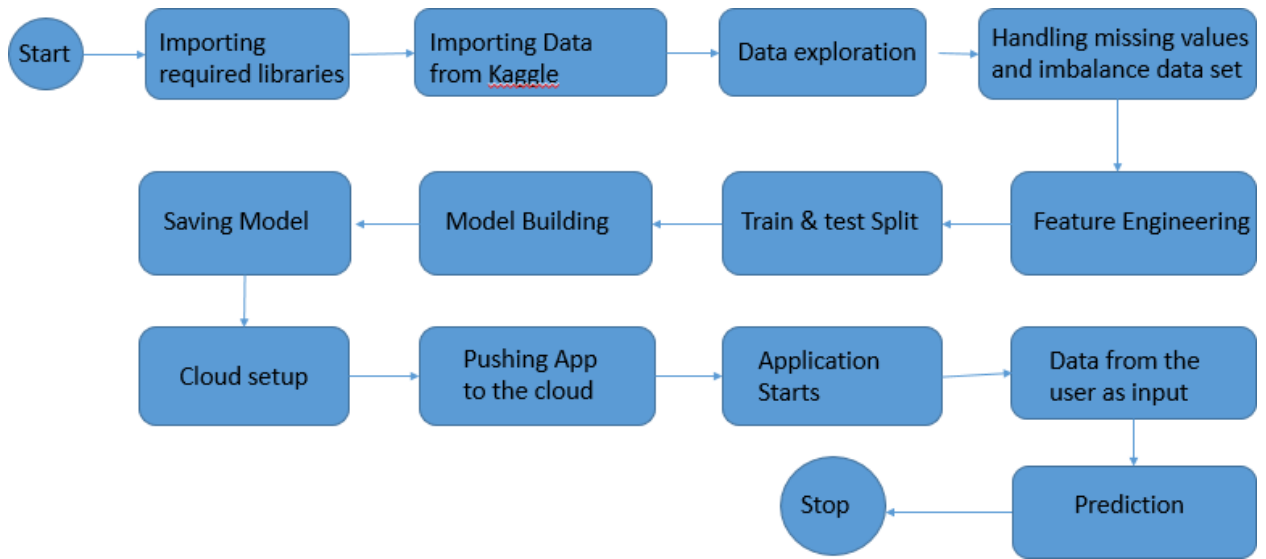 Start
Importing
required libraries
Importing Data
from Kaggle
Data exploration
Handling missing values
and imbalance data set
Saving Model
Model Building
Train & test Split
Feature Engineering
Cloud setup
Pushing App
to the cloud
Application
Starts
Data from the
user as input
Stop
Prediction